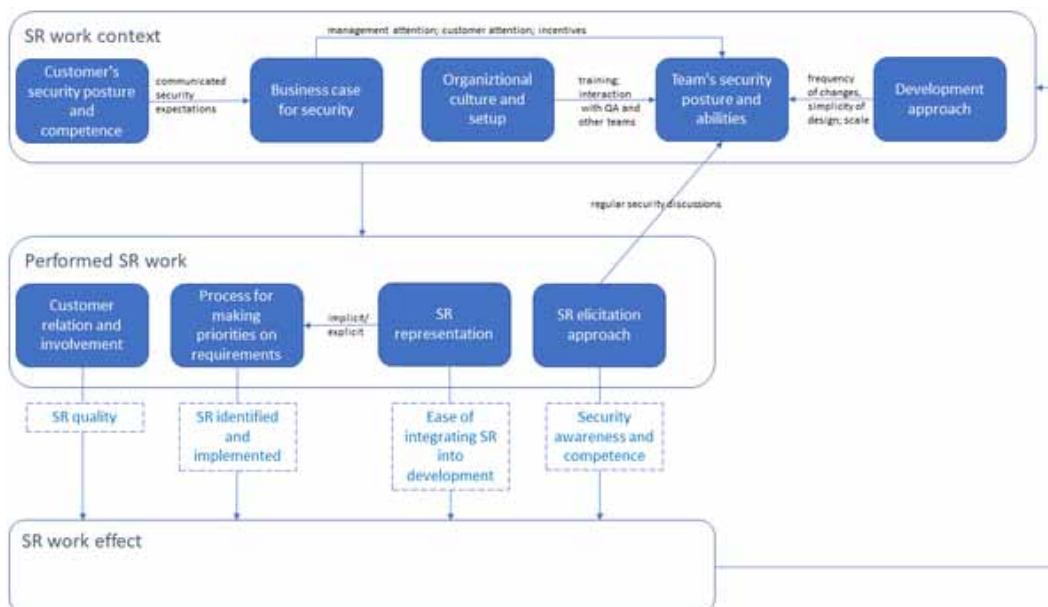 SR work context
management attention; customer attention; incentives
Customer's
security posture
and
competence
communicated
security
expectations
Business case
for security
Organiztional
culture and
setup
training;
interaction
with QA and
other teams
Team's security
posture and
abilities
frequency
of changes,
simplicity of
design; scale
Development
approach
regular security discussions
Performed SR work
Customer
relation and
involvement
Process for
making
priorities on
requirements
implicit/
explicit
SR
representation
SR elicitation
approach
SR quality
SR identified
and
implemented
Ease of
integrating SR
into
development
Security
awareness and
competence
SR work effect